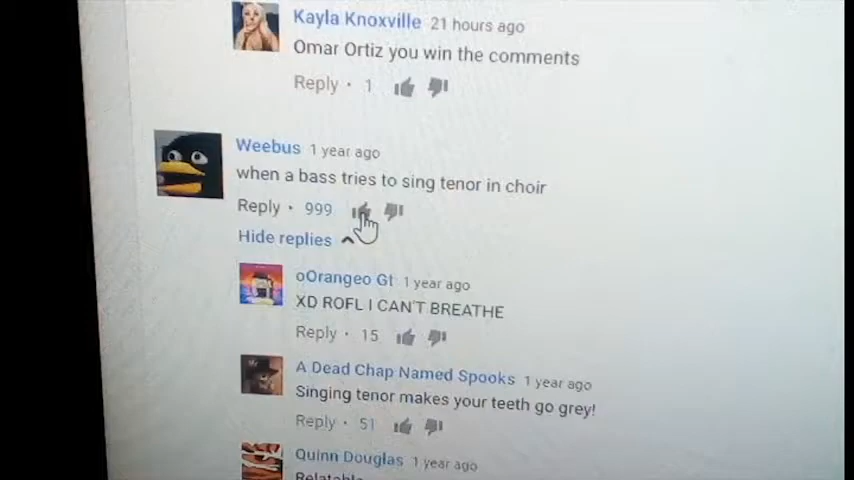 Kayla Knoxville 21 hours ago
Omar Ortiz you win the comments
Reply · 1
Weebus 1 year ago
when a bass tries to sing tenor in choir
Reply · 999
Hide replies
oOrangeo Gt 1 year ago
XD ROFL I CAN'T BREATHE
Reply · 15
A Dead Chap Named Spooks 1 year ago
Singing tenor makes your teeth go grey!
Reply · 51
Quinn Douglas 1 year ago
Relatable